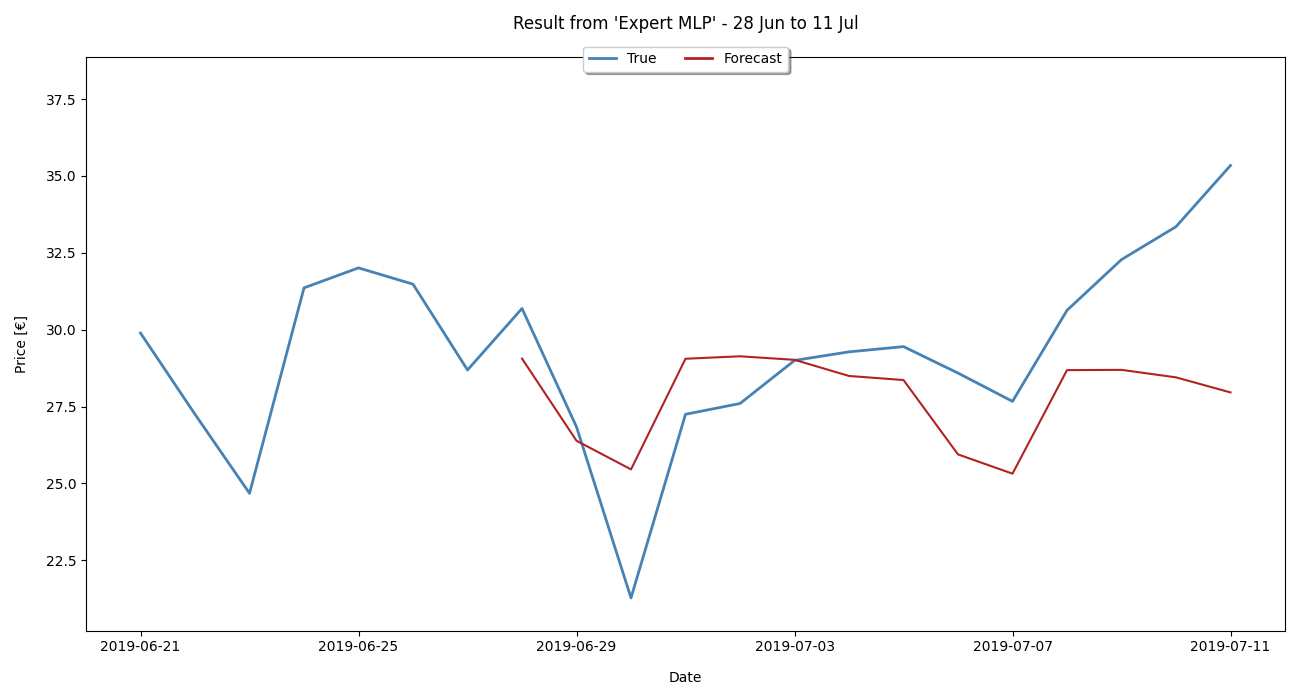 Result from 'Expert MLP' - 28 Jun to 11 Jul
True Forecast
37.5
35.0
32.5
30.0
27.5
25.0
22.5
Price [€]
2019-06-21 2019-06-25 2019-06-29 2019-07-03 2019-07-07 2019-07-11
Date